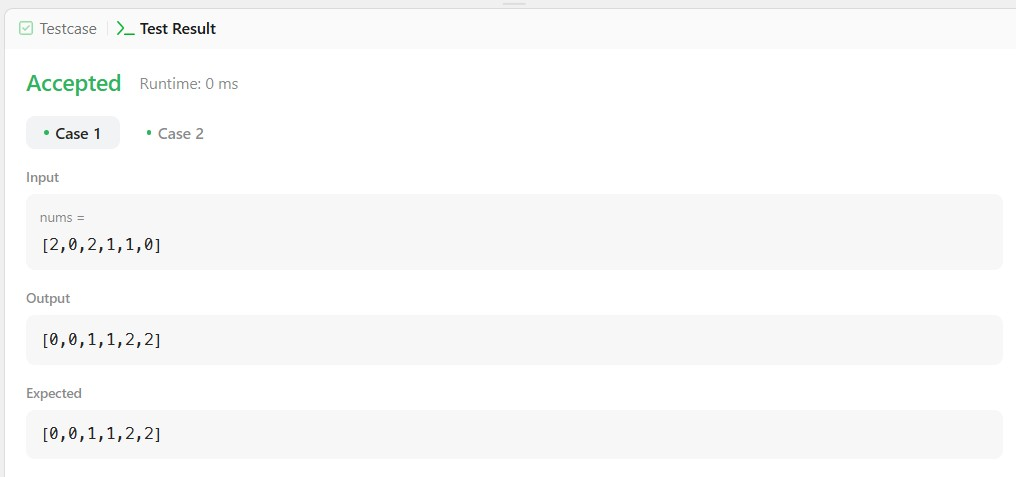 Testcase
Test Result
Accepted Runtime: 0 ms
Case 1 Case 2
Input
nums =
[2,0,2,1,1,0]
Output
[0,0,1,1,2,2]
Expected
[0,0,1,1,2,2]